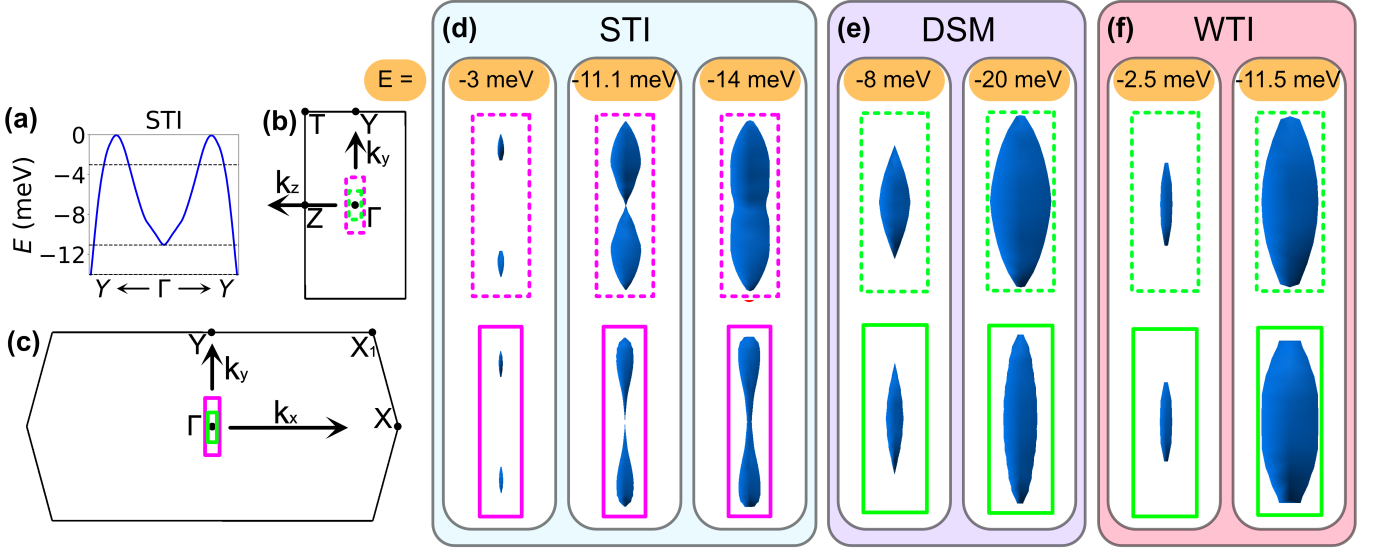 (d) STI
(e) DSM
(f) WTI
E = -3 meV -11.1 meV -14 meV -8 meV -20 meV -2.5 meV -11.5 meV
(a) STI
0
−4
−8
−12
E (meV)
Y ← Γ → Y
(b)
T Y
ky
kz
Z Γ
(c)
Y X1
ky
Γ kx X